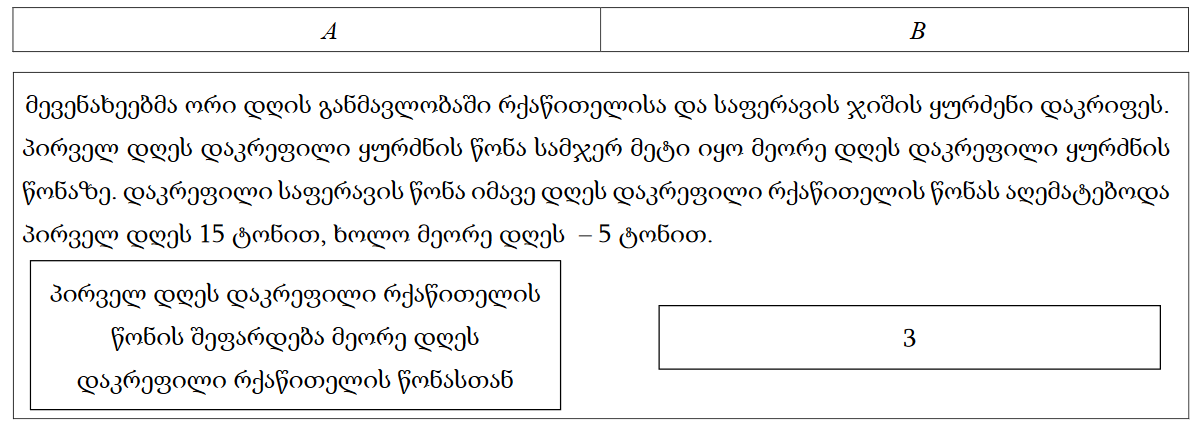 A B
მევენახეებმა ორი დღის განმავლობაში რქაწითელისა და საფერავის ჯიშის ყურძენი დაკრიფეს.
პირველ დღეს დაკრეფილი ყურძნის წონა სამჯერ მეტი იყო მეორე დღეს დაკრეფილი ყურძნის
წონაზე. დაკრეფილი საფერავის წონა იმავე დღეს დაკრეფილი რქაწითელის წონას აღემატებოდა
პირველ დღეს 15 ტონით, ხოლო მეორე დღეს – 5 ტონით.
პირველ დღეს დაკრეფილი რქაწითელის
წონის შეფარდება მეორე დღეს
დაკრეფილი რქაწითელის წონასთან
3